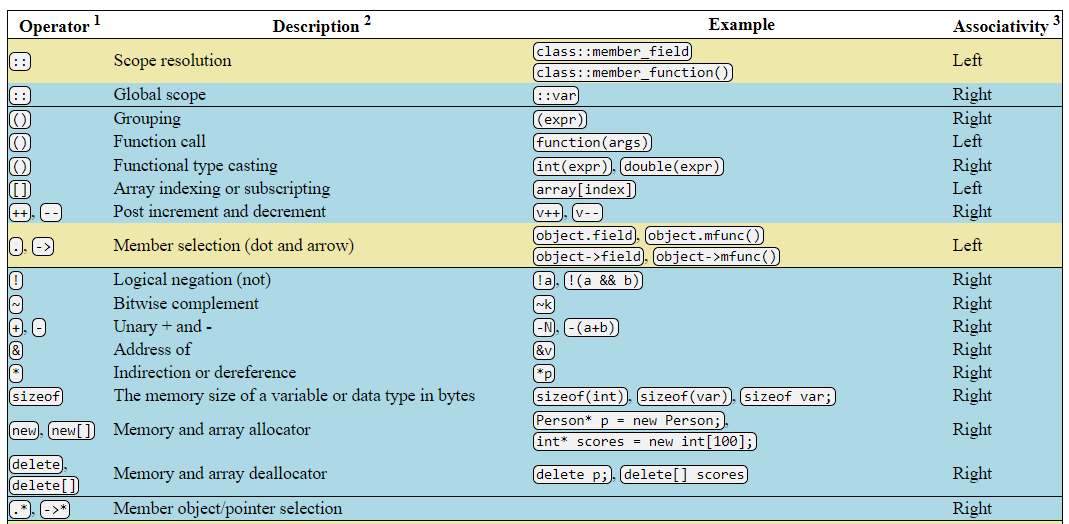 Operator 1 Description 2 Example Associativity 3
:: Scope resolution class::member_field Left
class::member_function()
:: Global scope ::var Right
() Grouping (expr) Right
() Function call function(args) Left
() Functional type casting int(expr), double(expr) Right
[] Array indexing or subscripting array[index] Left
++, -- Post increment and decrement v++, v-- Right
., -> Member selection (dot and arrow) object.field, object.mfunc() Left
object->field, object->mfunc()
! Logical negation (not) !a, !(a && b) Right
~ Bitwise complement ~k Right
+, - Unary + and - -N, -(a+b) Right
& Address of &v Right
* Indirection or dereference *p Right
sizeof The memory size of a variable or data type in bytes sizeof(int), sizeof(var), sizeof var; Right
new, new[] Memory and array allocator Person* p = new Person;, Right
int* scores = new int[100];
delete, Memory and array deallocator delete p;, delete[] scores Right
delete[]
.*, ->* Member object/pointer selection Right